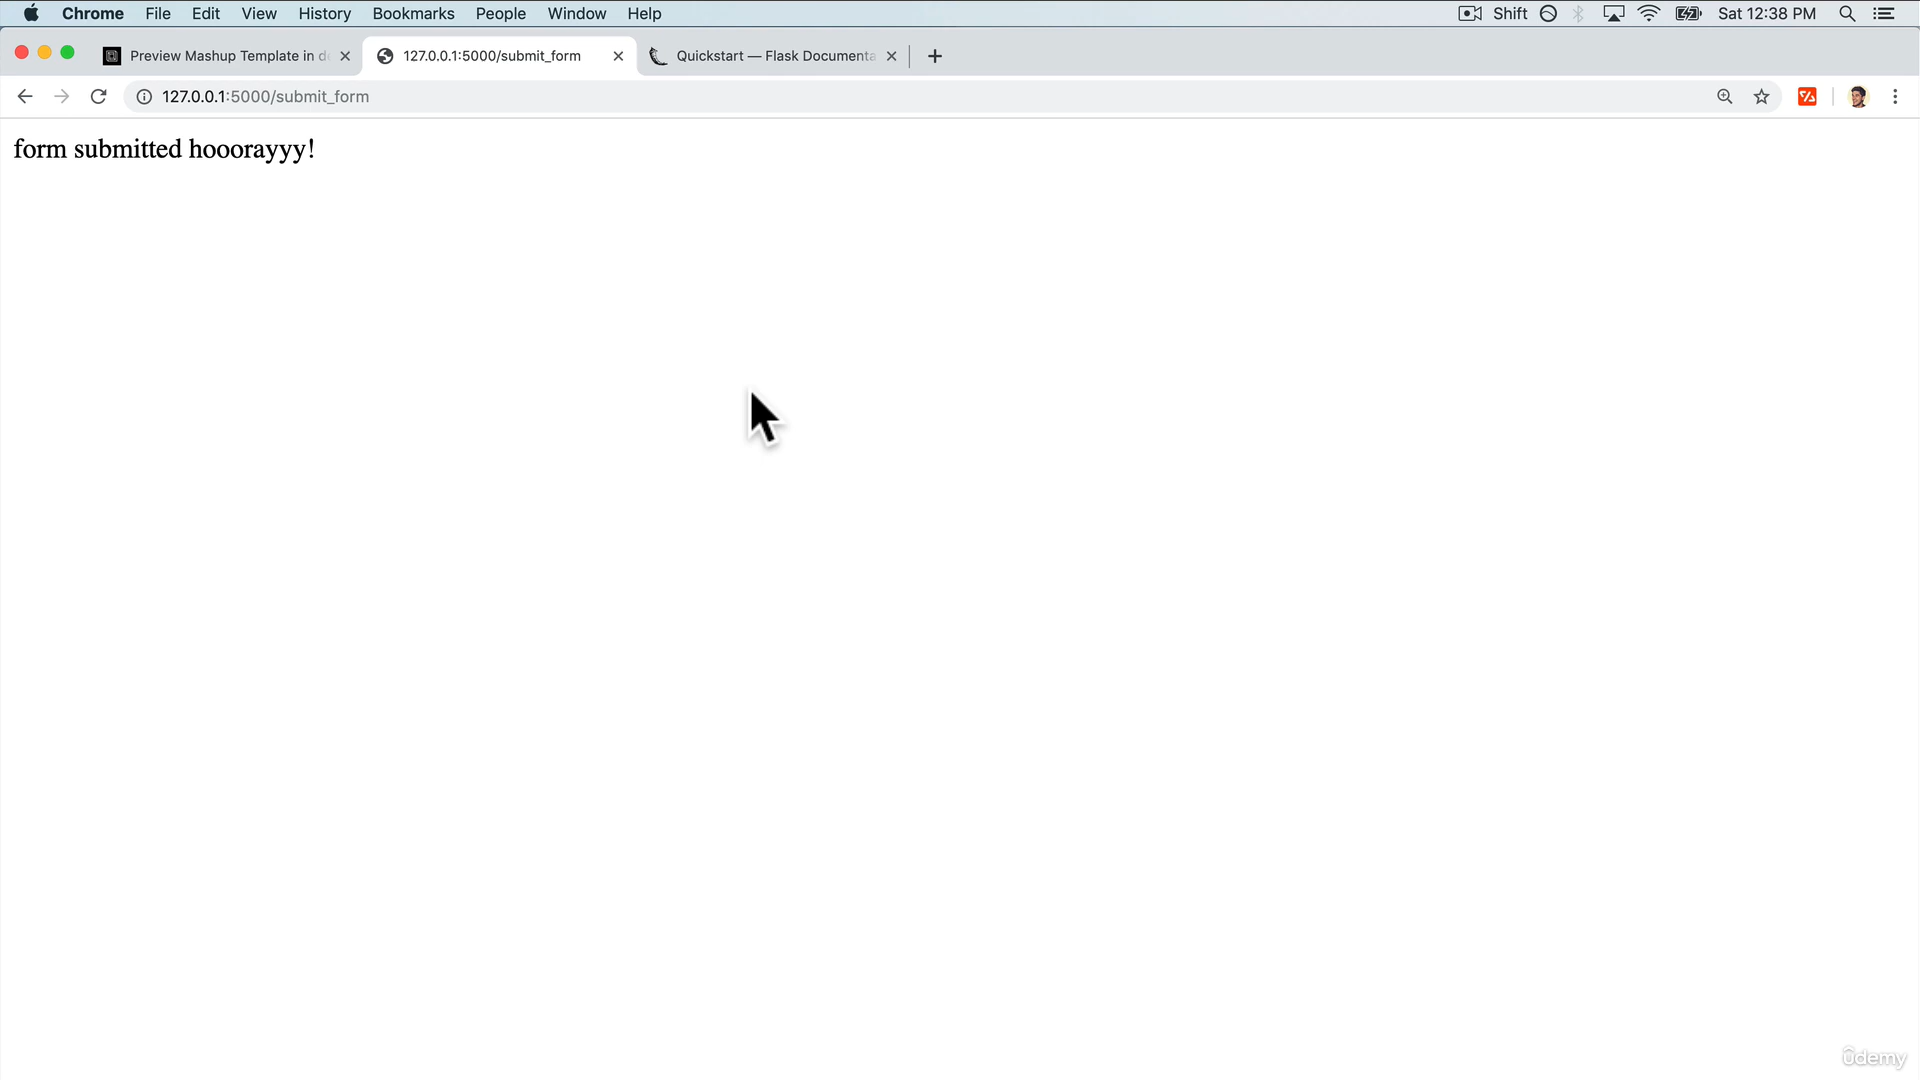 Chrome File Edit View History Bookmarks People Window Help Shift Sat 12:38 PM
Preview Mashup Template in d
127.0.0.1:5000/submit_form
Quickstart — Flask Documenta
127.0.0.1:5000/submit_form
form submitted hooorayyy!
ûdemy